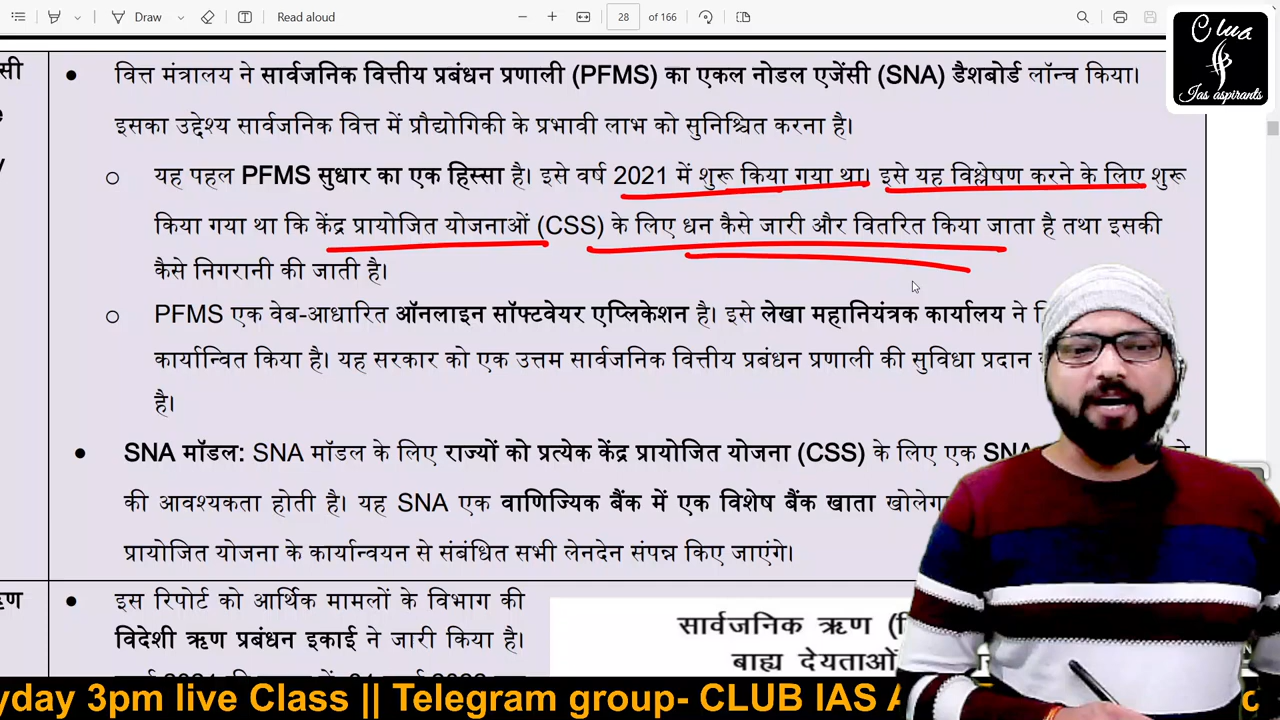 Draw
Read aloud
28 of 166
Club
Ias aspirants
सी
वित्त मंत्रालय ने सार्वजनिक वित्तीय प्रबंधन प्रणाली (PFMS) का एकल नोडल एजेंसी (SNA) डैशबोर्ड लॉन्च किया।
इसका उद्देश्य सार्वजनिक वित्त में प्रौद्योगिकी के प्रभावी लाभ को सुनिश्चित करना है।
यह पहल PFMS सुधार का एक हिस्सा है। इसे वर्ष 2021 में शुरू किया गया था। इसे यह विश्लेषण करने के लिए शुरू
किया गया था कि केंद्र प्रायोजित योजनाओं (CSS) के लिए धन कैसे जारी और वितरित किया जाता है तथा इसकी
कैसे निगरानी की जाती है।
PFMS एक वेब-आधारित ऑनलाइन सॉफ्टवेयर एप्लिकेशन है। इसे लेखा महानियंत्रक कार्यालय ने
कार्यान्वित किया है। यह सरकार को एक उत्तम सार्वजनिक वित्तीय प्रबंधन प्रणाली की सुविधा प्रदान
है।
SNA मॉडल: SNA मॉडल के लिए राज्यों को प्रत्येक केंद्र प्रायोजित योजना (CSS) के लिए एक SNA
की आवश्यकता होती है। यह SNA एक वाणिज्यिक बैंक में एक विशेष बैंक खाता खोलेगा
प्रायोजित योजना के कार्यान्वयन से संबंधित सभी लेनदेन संपन्न किए जाएंगे।
इस रिपोर्ट को आर्थिक मामलों के विभाग की
विदेशी ऋण प्रबंधन इकाई ने जारी किया है।
सार्वजनिक ऋण
बाह्य देयताओं
yday 3pm live Class || Telegram group- CLUB IAS A